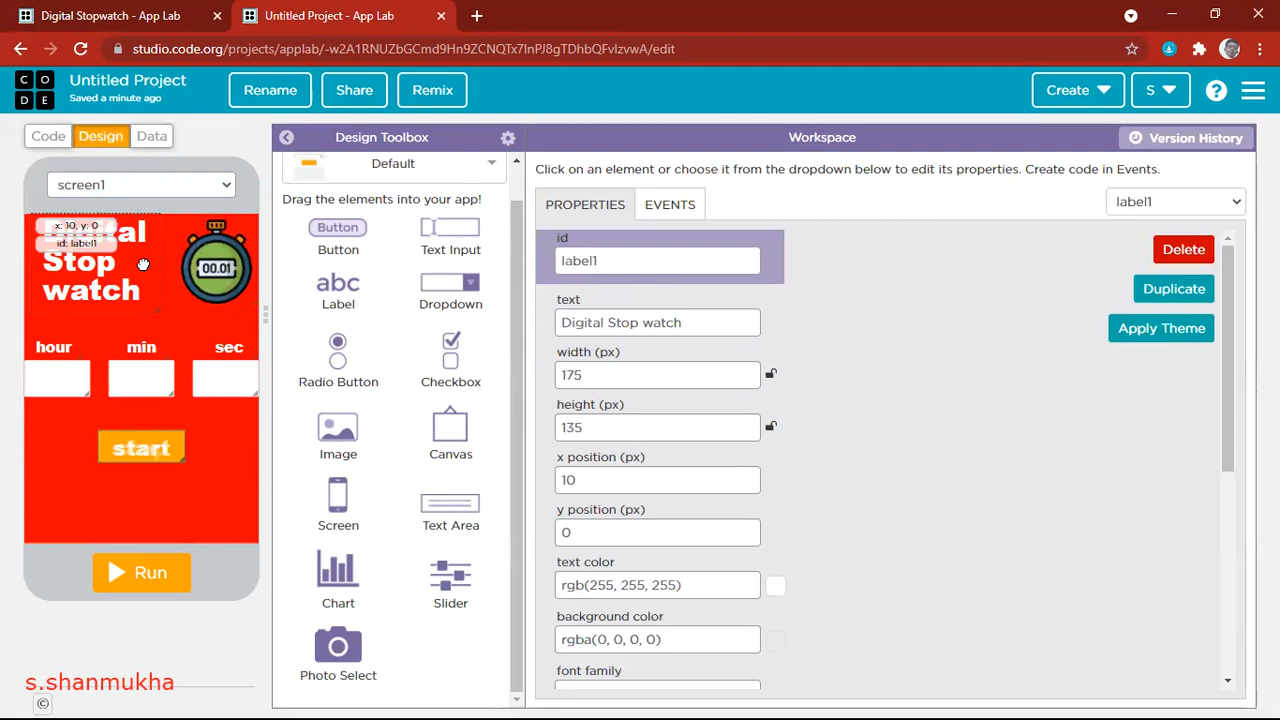 Digital Stopwatch - App Lab
Untitled Project - App Lab
studio.code.org/projects/applab/-w2A1RNUZbGCmd9Hn9ZCNQTx7InPJ8gTDhbQFvIzvwA/edit
C O
D E
Untitled Project
Saved a minute ago
Rename
Share
Remix
Create
S
?
Code
Design
Data
Design Toolbox
Workspace
Version History
screen1
x: 10, y: 0
id: label1
Digital
Stop
watch
00.01
hour
min
sec
start
Run
s.shanmukha
©
Default
Drag the elements into your app!
Button
Button
Text Input
abc
Label
Dropdown
Radio Button
Checkbox
Image
Canvas
Screen
Text Area
Chart
Slider
Photo Select
Click on an element or choose it from the dropdown below to edit its properties. Create code in Events.
PROPERTIES
EVENTS
label1
id
label1
Delete
text
Digital Stop watch
Duplicate
width (px)
175
Apply Theme
height (px)
135
x position (px)
10
y position (px)
0
text color
rgb(255, 255, 255)
background color
rgba(0, 0, 0, 0)
font family